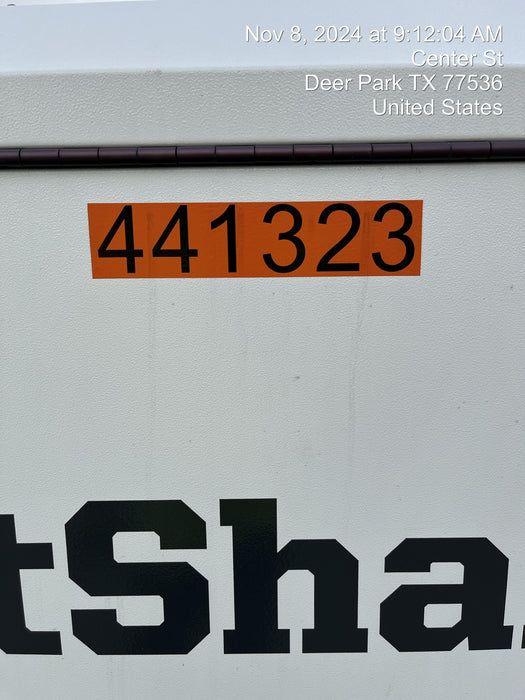 Nov 8, 2024 at 9:12:04 AM
Center St
Deer Park TX 77536
United States
441323
tSha